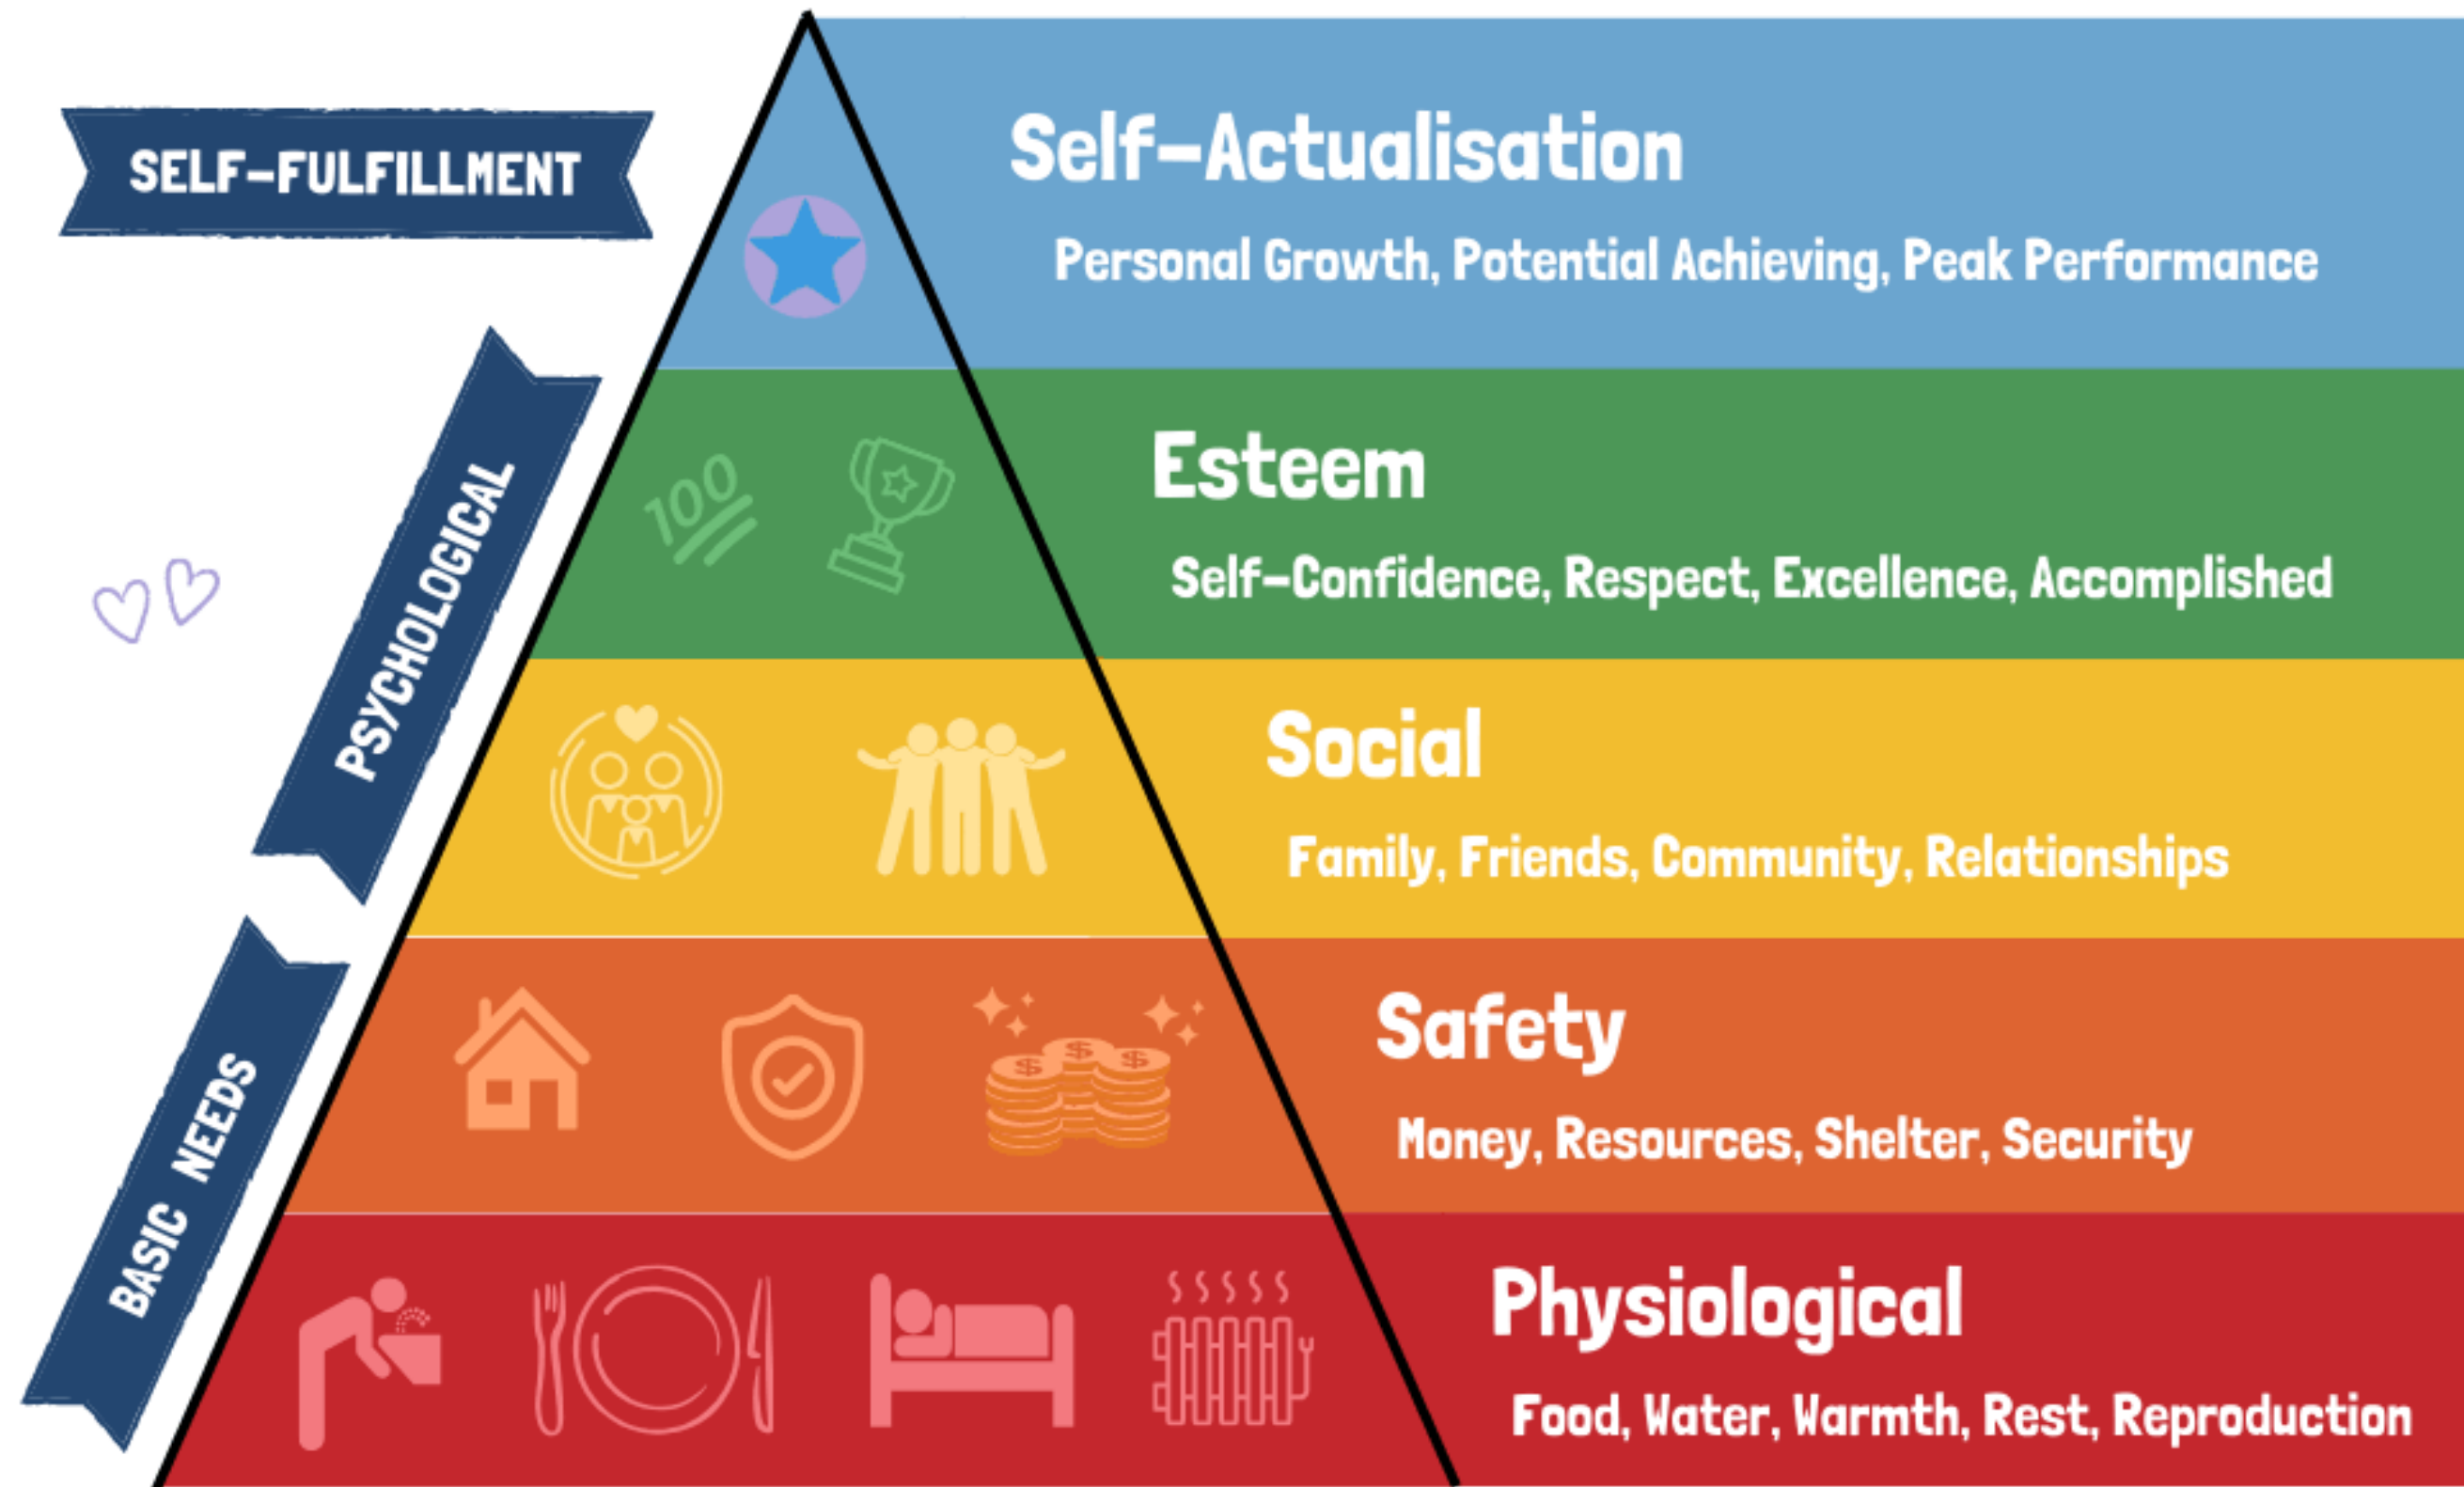 SELF-FULFILLMENT
Self-Actualisation
Personal Growth, Potential Achieving, Peak Performance
PSYCHOLOGICAL
100
Esteem
Self-Confidence, Respect, Excellence, Accomplished
Social
Family, Friends, Community, Relationships
BASIC NEEDS
Safety
$ $ $
Money, Resources, Shelter, Security
Physiological
Food, Water, Warmth, Rest, Reproduction